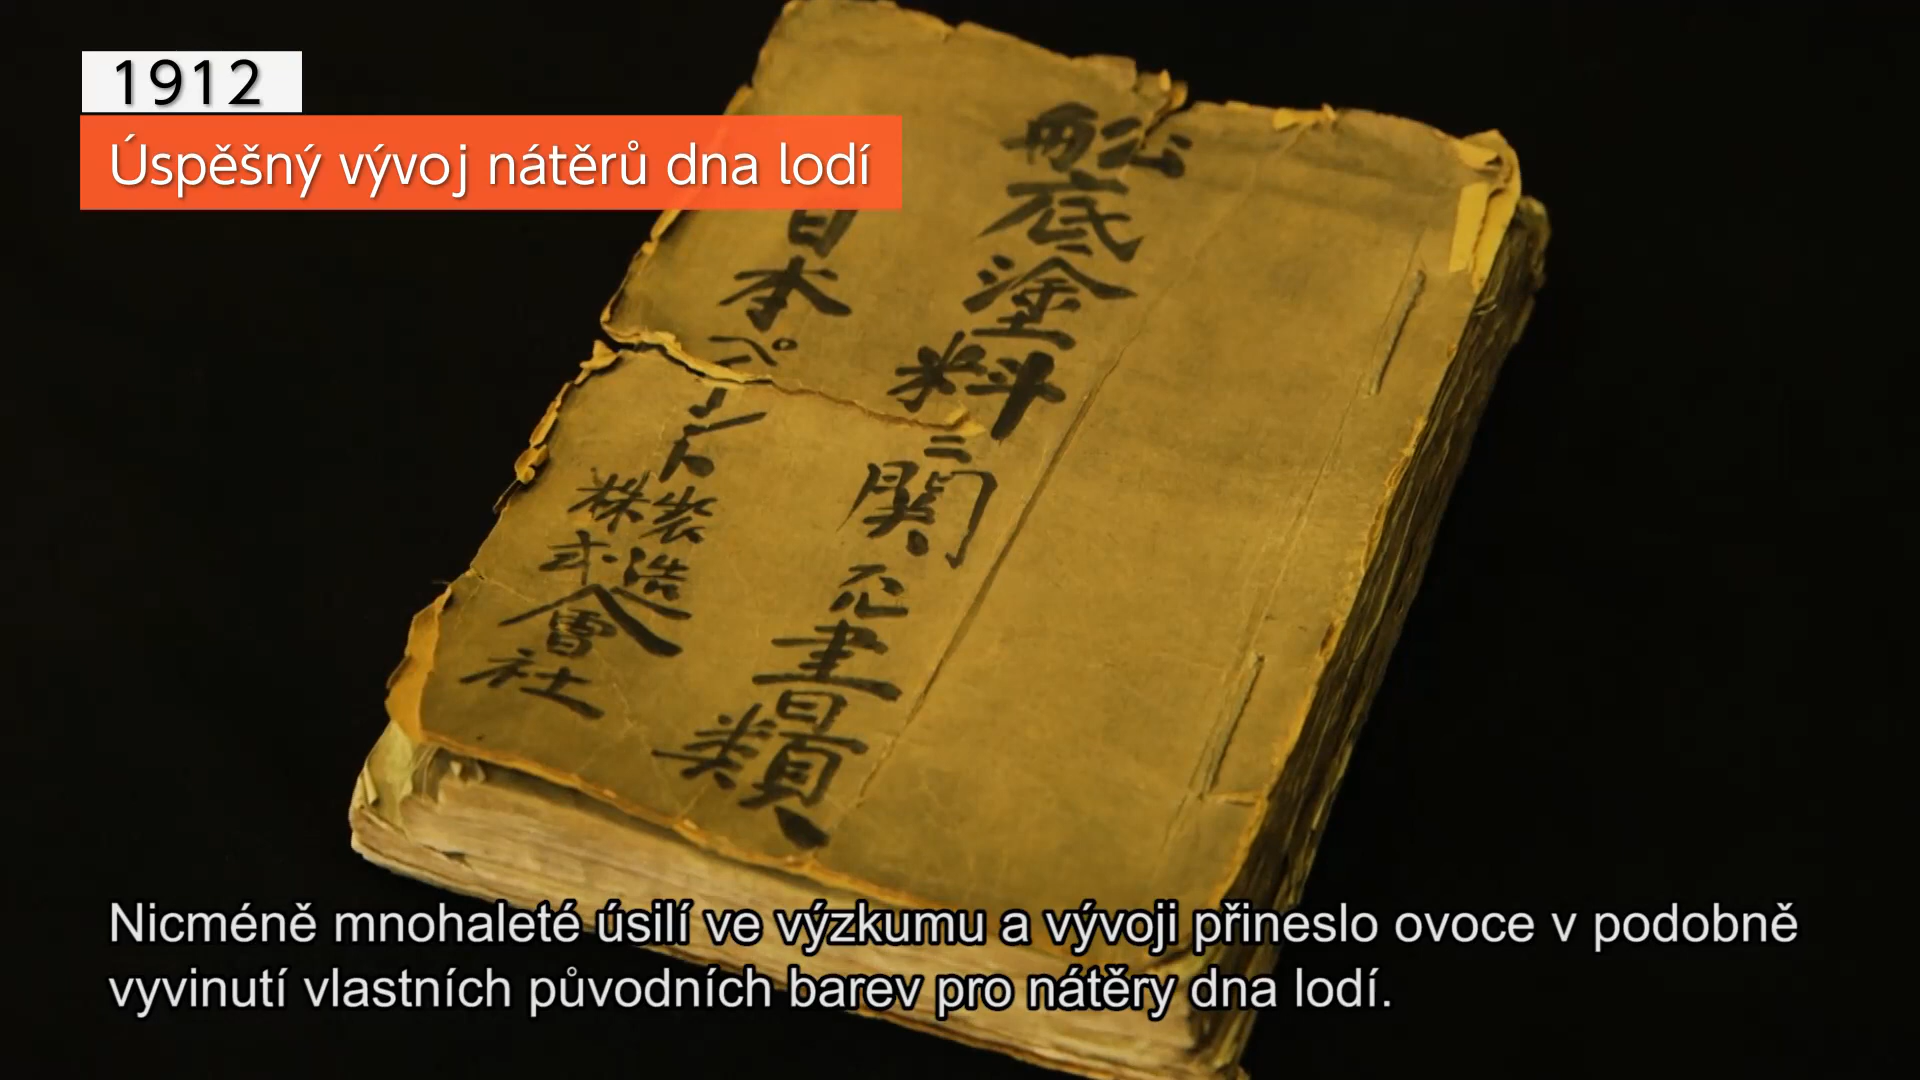 1912
Úspěšný vývoj nátěrů dna lodí
船底塗料ニ関スル書類
日本ペイント製造
株式會社
Nicméně mnohaleté úsilí ve výzkumu a vývoji přineslo ovoce v podobně
vyvinutí vlastních původních barev pro nátěry dna lodí.